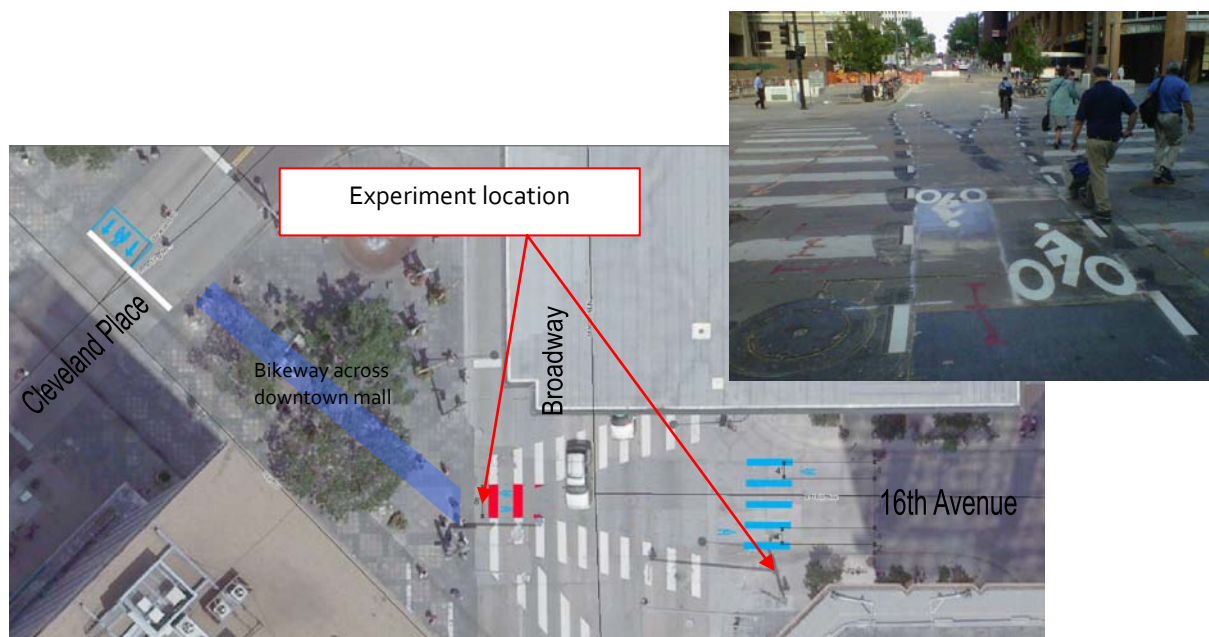 Experiment location
Cleveland Place
Bikeway across
downtown mall
Broadway
16th Avenue